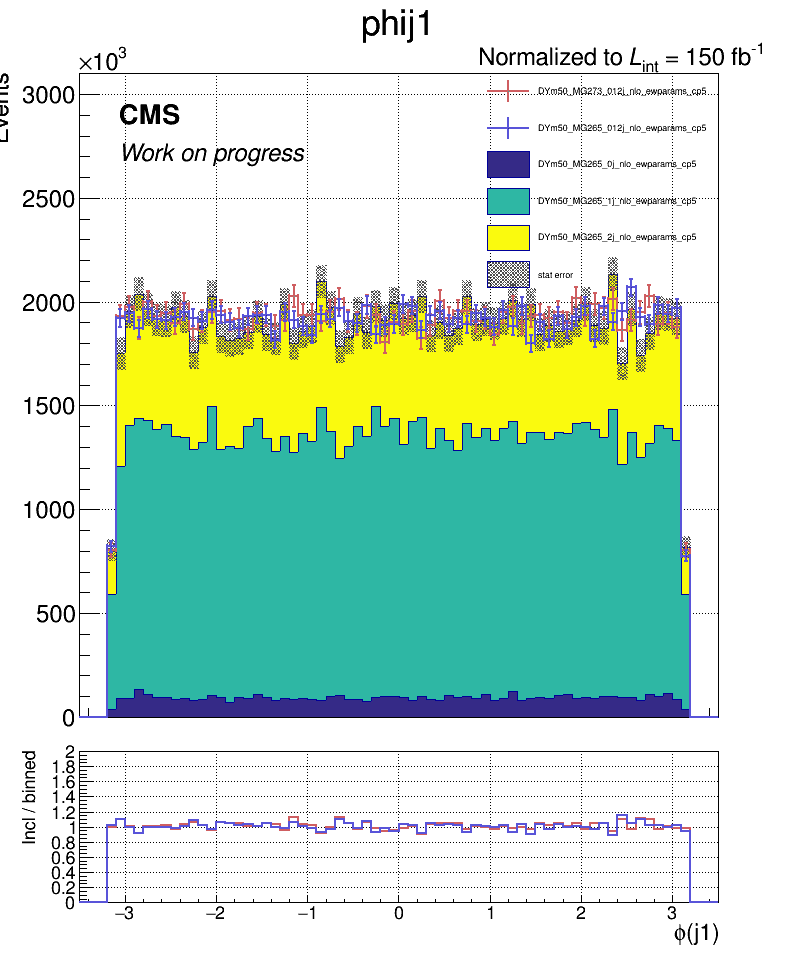 phij1
×10³
Normalized to L_int = 150 fb⁻¹
Events
3000
2500
2000
1500
1000
500
0
CMS
Work on progress
DYm50_MG273_012j_nlo_ewparams_cp5
DYm50_MG265_012j_nlo_ewparams_cp5
DYm50_MG265_0j_nlo_ewparams_cp5
DYm50_MG265_1j_nlo_ewparams_cp5
DYm50_MG265_2j_nlo_ewparams_cp5
stat error
Incl / binned
2
1.8
1.6
1.4
1.2
1
0.8
0.6
0.4
0.2
0
−3 −2 −1 0 1 2 3
ϕ(j1)